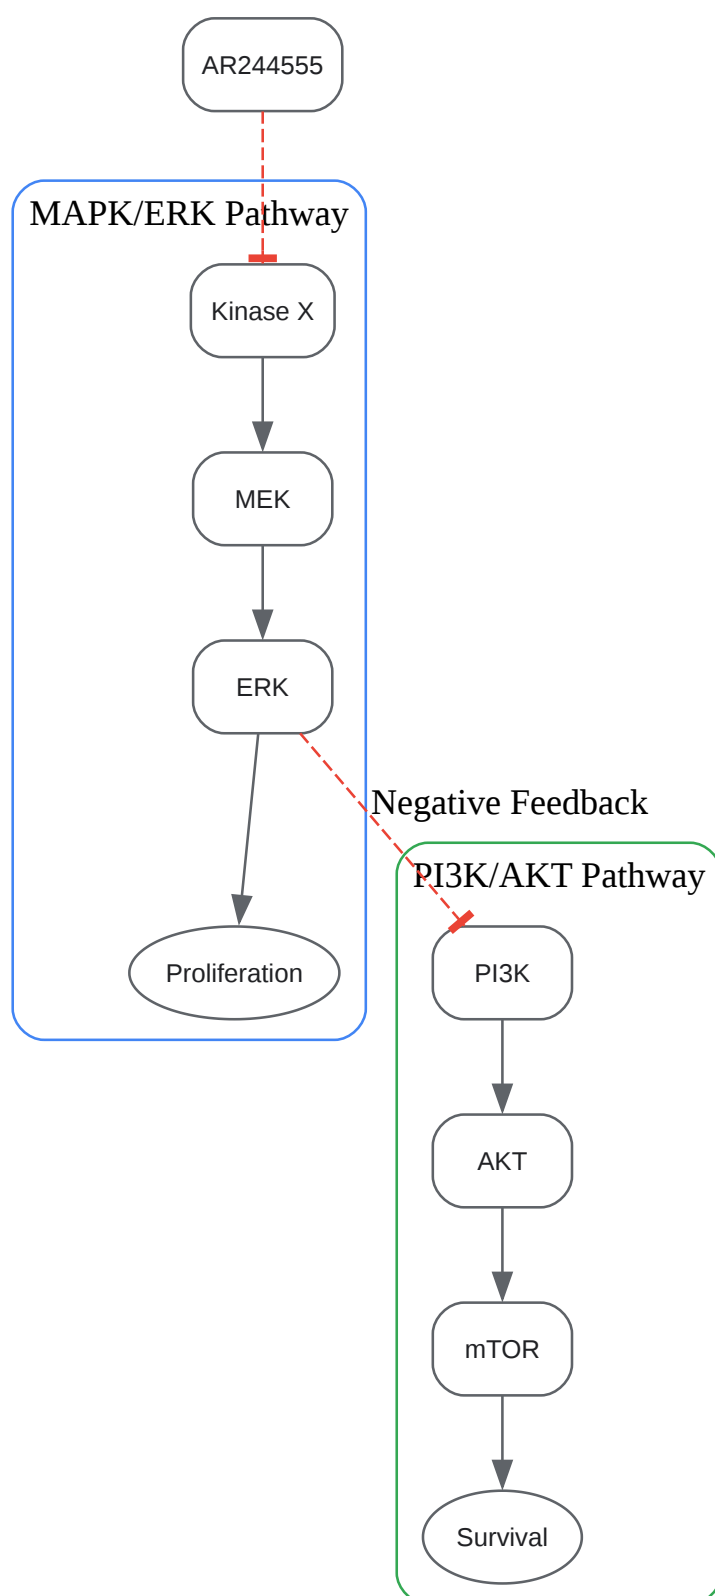 AR244555
MAPK/ERK Pathway
Kinase X
MEK
ERK
Negative Feedback
PI3K/AKT Pathway
Proliferation
PI3K
AKT
mTOR
Survival